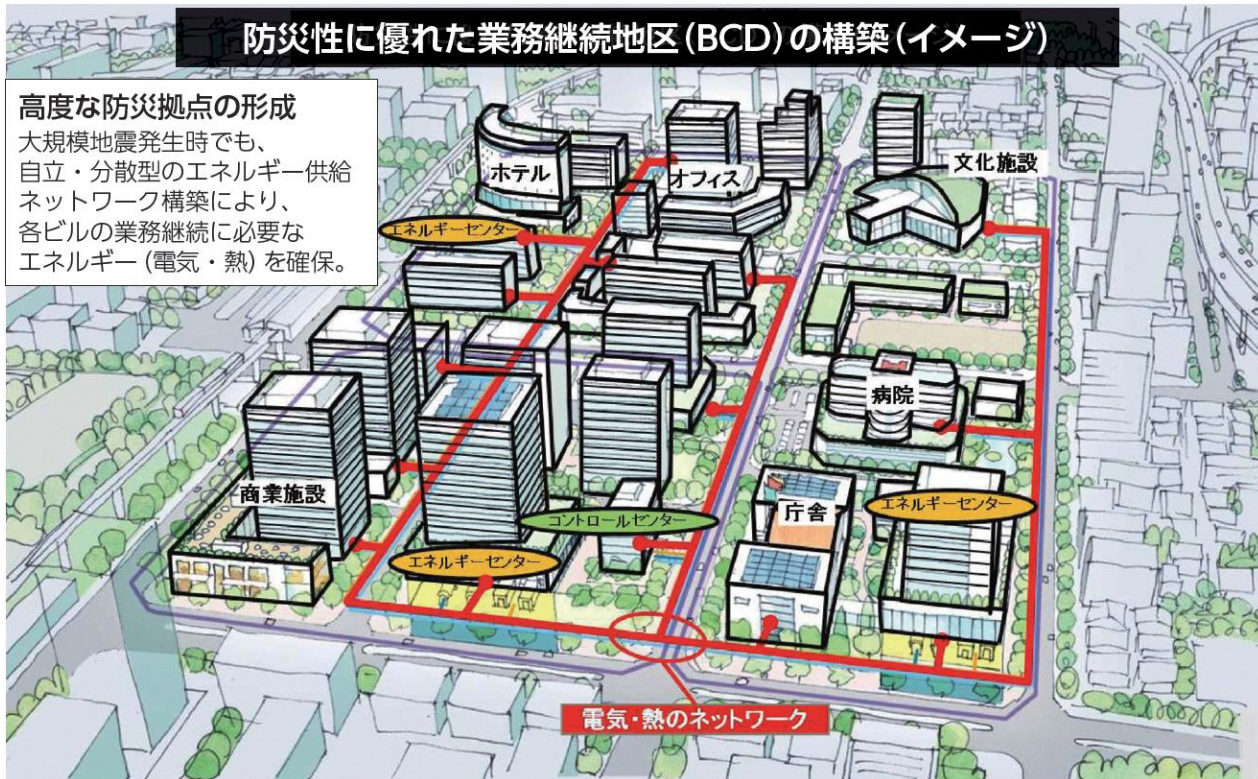 防災性に優れた業務継続地区(BCD)の構築(イメージ)
高度な防災拠点の形成
大規模地震発生時でも、
自立・分散型のエネルギー供給
ネットワーク構築により、
各ビルの業務継続に必要な
エネルギー(電気・熱)を確保。
ホテル
オフィス
文化施設
エネルギーセンター
病院
商業施設
庁舎
エネルギーセンター
コントロールセンター
エネルギーセンター
電気・熱のネットワーク